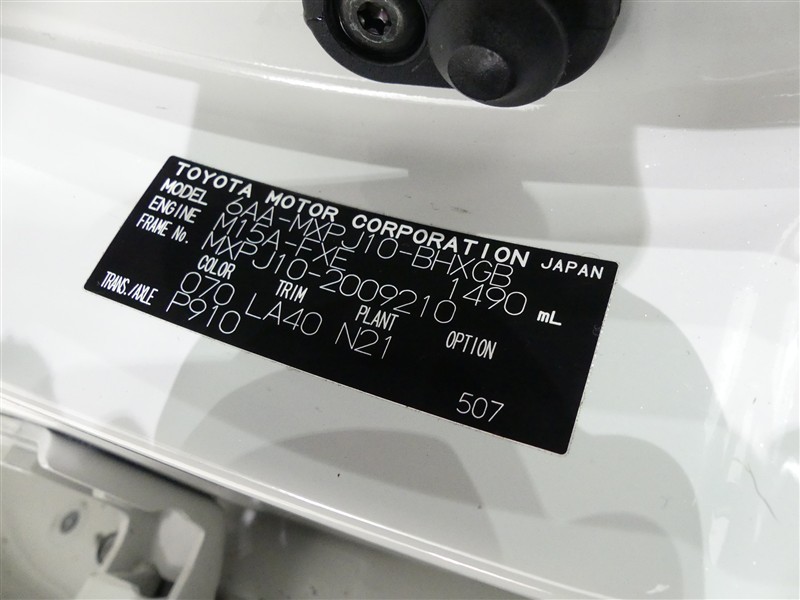 TOYOTA MOTOR CORPORATION JAPAN
MODEL 6AA-MXPJ10-BHXGB
ENGINE M15A-FXE 1490 mL
FRAME No. MXPJ10-2009210
COLOR TRIM PLANT OPTION
070 LA40 N21
TRANS./AXLE P910
507